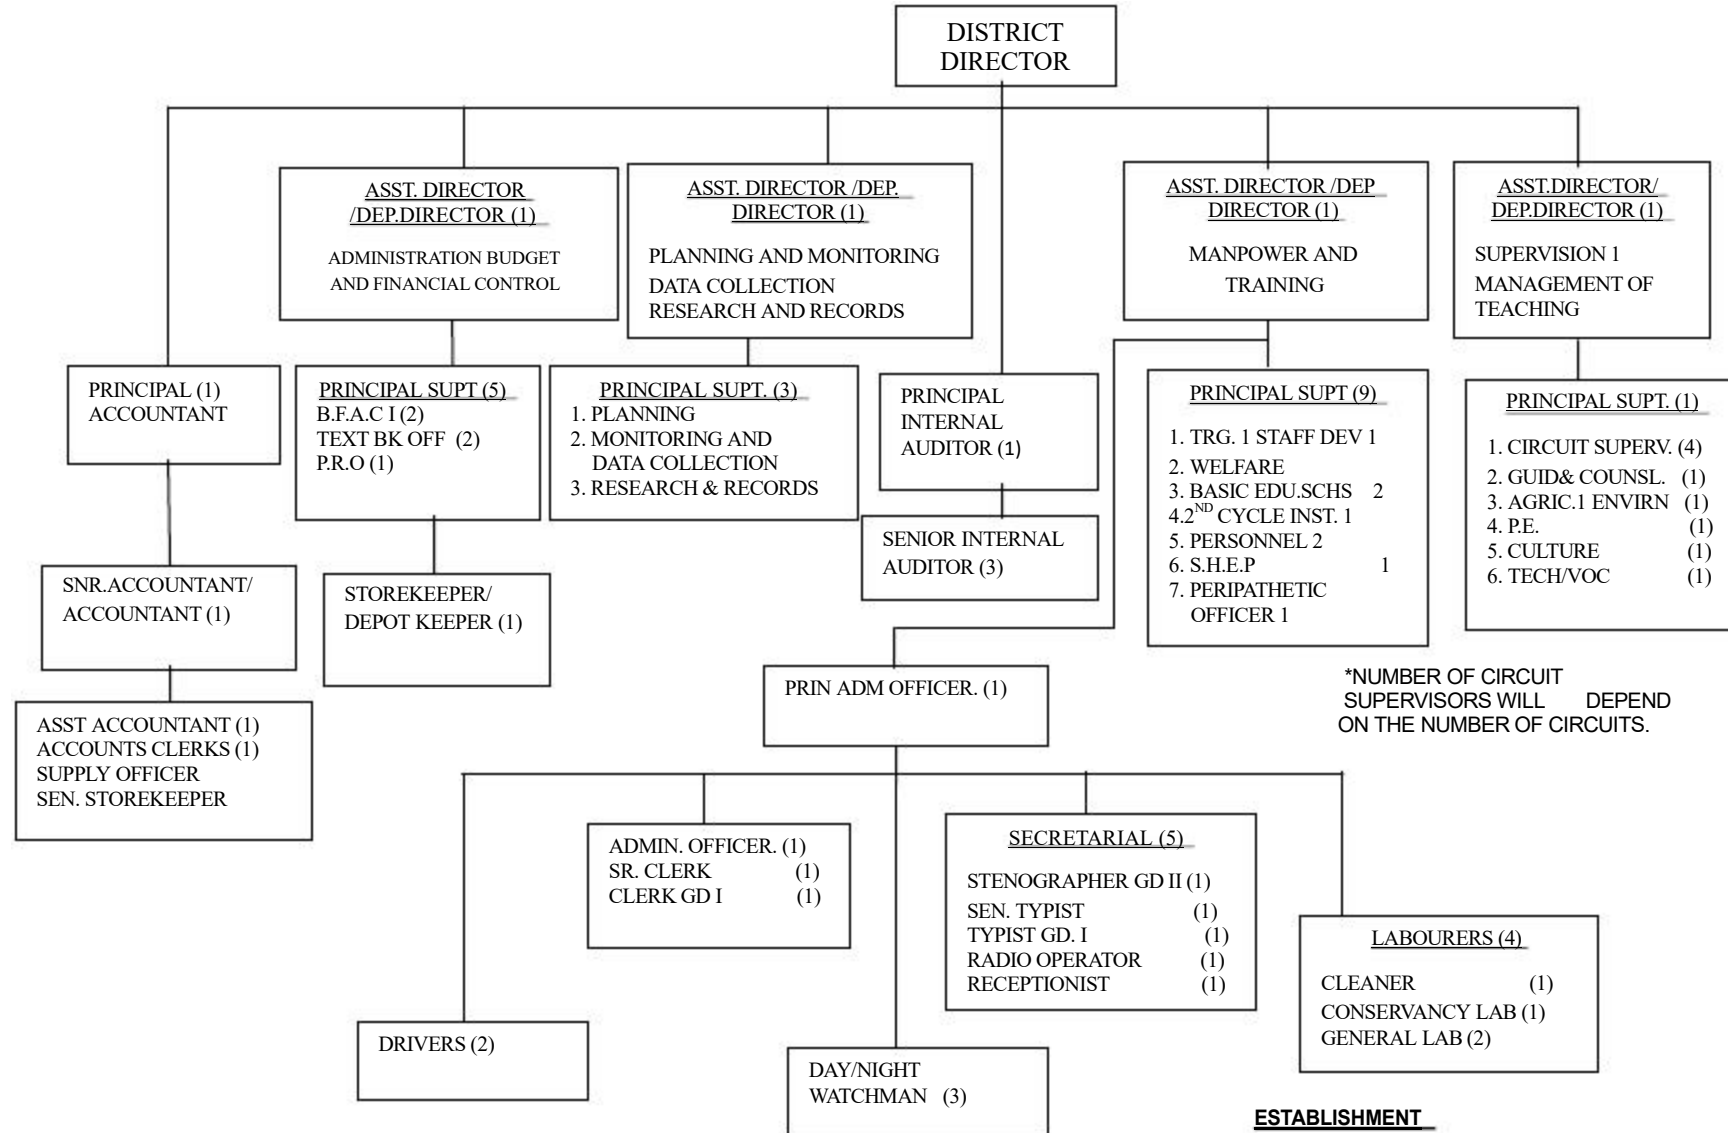 DISTRICT
DIRECTOR
ASST. DIRECTOR
/DEP.DIRECTOR (1)
ADMINISTRATION BUDGET
AND FINANCIAL CONTROL
ASST. DIRECTOR /DEP.
DIRECTOR (1)
PLANNING AND MONITORING
DATA COLLECTION
RESEARCH AND RECORDS
ASST. DIRECTOR /DEP
DIRECTOR (1)
MANPOWER AND
TRAINING
ASST.DIRECTOR/
DEP.DIRECTOR (1)
SUPERVISION 1
MANAGEMENT OF
TEACHING
PRINCIPAL (1)
ACCOUNTANT
PRINCIPAL SUPT (5)
B.F.A.C I (2)
TEXT BK OFF (2)
P.R.O (1)
PRINCIPAL SUPT. (3)
1. PLANNING
2. MONITORING AND
DATA COLLECTION
3. RESEARCH & RECORDS
PRINCIPAL
INTERNAL
AUDITOR (1)
PRINCIPAL SUPT (9)
1. TRG. 1 STAFF DEV 1
2. WELFARE
3. BASIC EDU.SCHS 2
4.2ND CYCLE INST. 1
5. PERSONNEL 2
6. S.H.E.P 1
7. PERIPATHETIC
OFFICER 1
PRINCIPAL SUPT. (1)
1. CIRCUIT SUPERV. (4)
2. GUID& COUNSL. (1)
3. AGRIC.1 ENVIRN (1)
4. P.E. (1)
5. CULTURE (1)
6. TECH/VOC (1)
SENIOR INTERNAL
AUDITOR (3)
SNR.ACCOUNTANT/
ACCOUNTANT (1)
STOREKEEPER/
DEPOT KEEPER (1)
PRIN ADM OFFICER. (1)
*NUMBER OF CIRCUIT
SUPERVISORS WILL DEPEND
ON THE NUMBER OF CIRCUITS.
ASST ACCOUNTANT (1)
ACCOUNTS CLERKS (1)
SUPPLY OFFICER
SEN. STOREKEEPER
ADMIN. OFFICER. (1)
SR. CLERK (1)
CLERK GD I (1)
SECRETARIAL (5)
STENOGRAPHER GD II (1)
SEN. TYPIST (1)
TYPIST GD. I (1)
RADIO OPERATOR (1)
RECEPTIONIST (1)
LABOURERS (4)
CLEANER (1)
CONSERVANCY LAB (1)
GENERAL LAB (2)
DRIVERS (2)
DAY/NIGHT
WATCHMAN (3)
ESTABLISHMENT